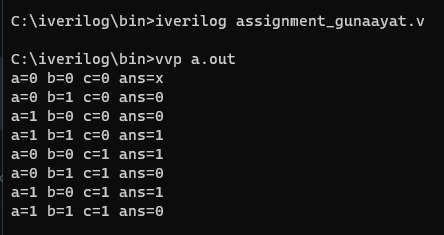 C:\iverilog\bin>iverilog assignment_gunaayat.v
C:\iverilog\bin>vvp a.out
a=0 b=0 c=0 ans=x
a=0 b=1 c=0 ans=0
a=1 b=0 c=0 ans=0
a=1 b=1 c=0 ans=1
a=0 b=0 c=1 ans=1
a=0 b=1 c=1 ans=0
a=1 b=0 c=1 ans=1
a=1 b=1 c=1 ans=0